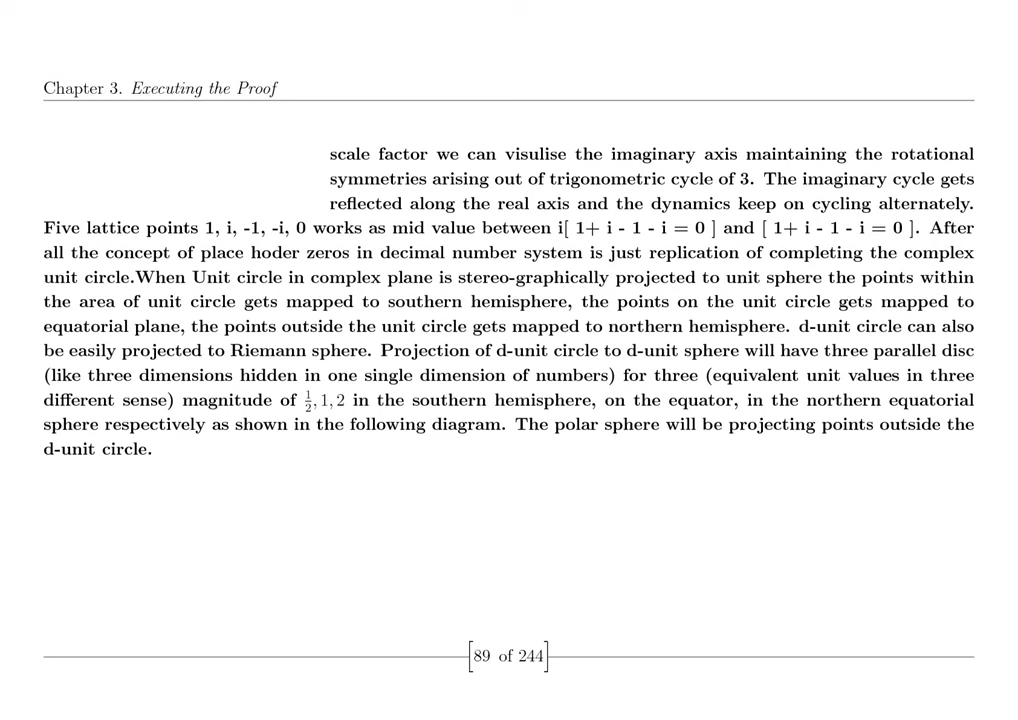 Chapter 3. Executing the Proof
scale factor we can visulise the imaginary axis maintaining the rotational
symmetries arising out of trigonometric cycle of 3. The imaginary cycle gets
reflected along the real axis and the dynamics keep on cycling alternately.
Five lattice points 1, i, -1, -i, 0 works as mid value between i[ 1+ i - 1 - i = 0 ] and [ 1+ i - 1 - i = 0 ]. After
all the concept of place hoder zeros in decimal number system is just replication of completing the complex
unit circle.When Unit circle in complex plane is stereo-graphically projected to unit sphere the points within
the area of unit circle gets mapped to southern hemisphere, the points on the unit circle gets mapped to
equatorial plane, the points outside the unit circle gets mapped to northern hemisphere. d-unit circle can also
be easily projected to Riemann sphere. Projection of d-unit circle to d-unit sphere will have three parallel disc
(like three dimensions hidden in one single dimension of numbers) for three (equivalent unit values in three
different sense) magnitude of 1/2, 1, 2 in the southern hemisphere, on the equator, in the northern equatorial
sphere respectively as shown in the following diagram. The polar sphere will be projecting points outside the
d-unit circle.
[89 of 244]